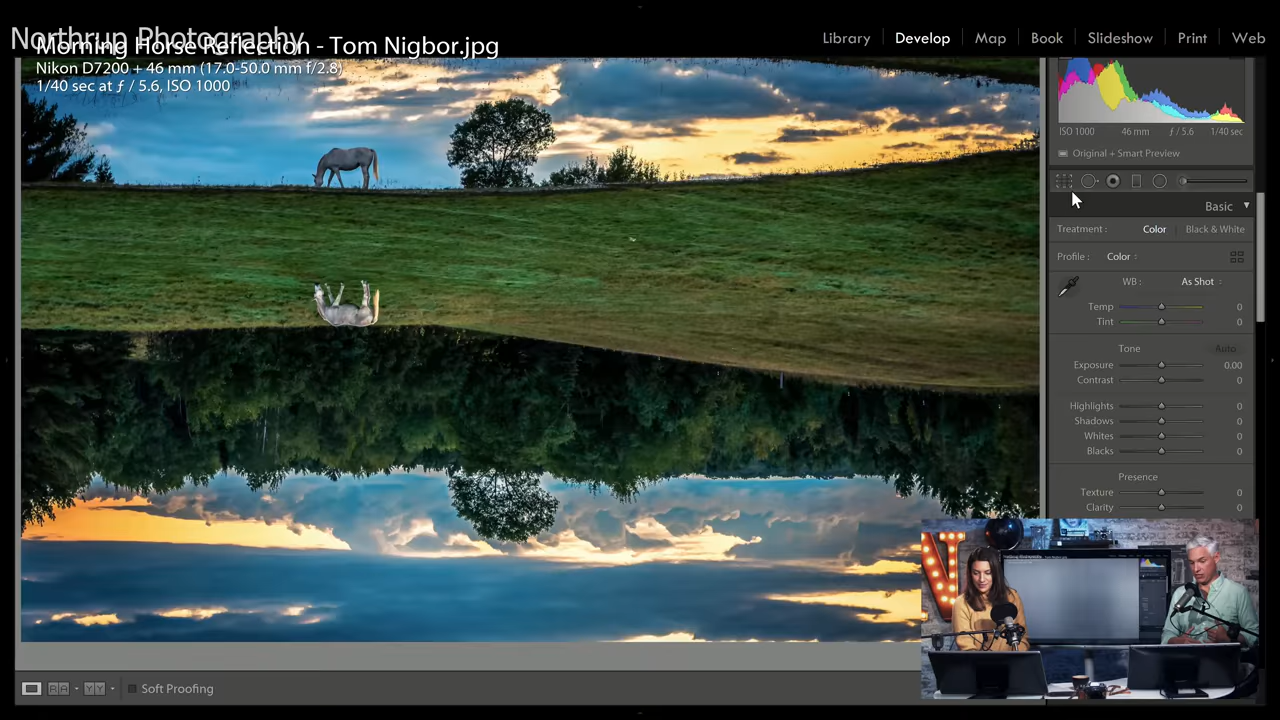 Northrup Photography
Morning Horse Reflection - Tom Nigbor.jpg
Nikon D7200 + 46 mm (17.0-50.0 mm f/2.8)
1/40 sec at ƒ / 5.6, ISO 1000
Library | Develop | Map | Book | Slideshow | Print | Web
ISO 1000 46 mm ƒ / 5.6 1/40 sec
Original + Smart Preview
Basic
Treatment : Color | Black & White
Profile : Color
WB : As Shot
Temp 0
Tint 0
Tone Auto
Exposure 0.00
Contrast 0
Highlights 0
Shadows 0
Whites 0
Blacks 0
Presence
Texture 0
Clarity 0
N
R A Y Y Soft Proofing